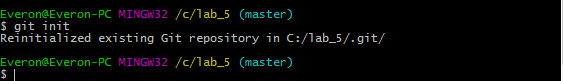 Everon@Everon-PC MINGW32 /c/lab_5 (master)
$ git init
Reinitialized existing Git repository in C:/lab_5/.git/
Everon@Everon-PC MINGW32 /c/lab_5 (master)
$